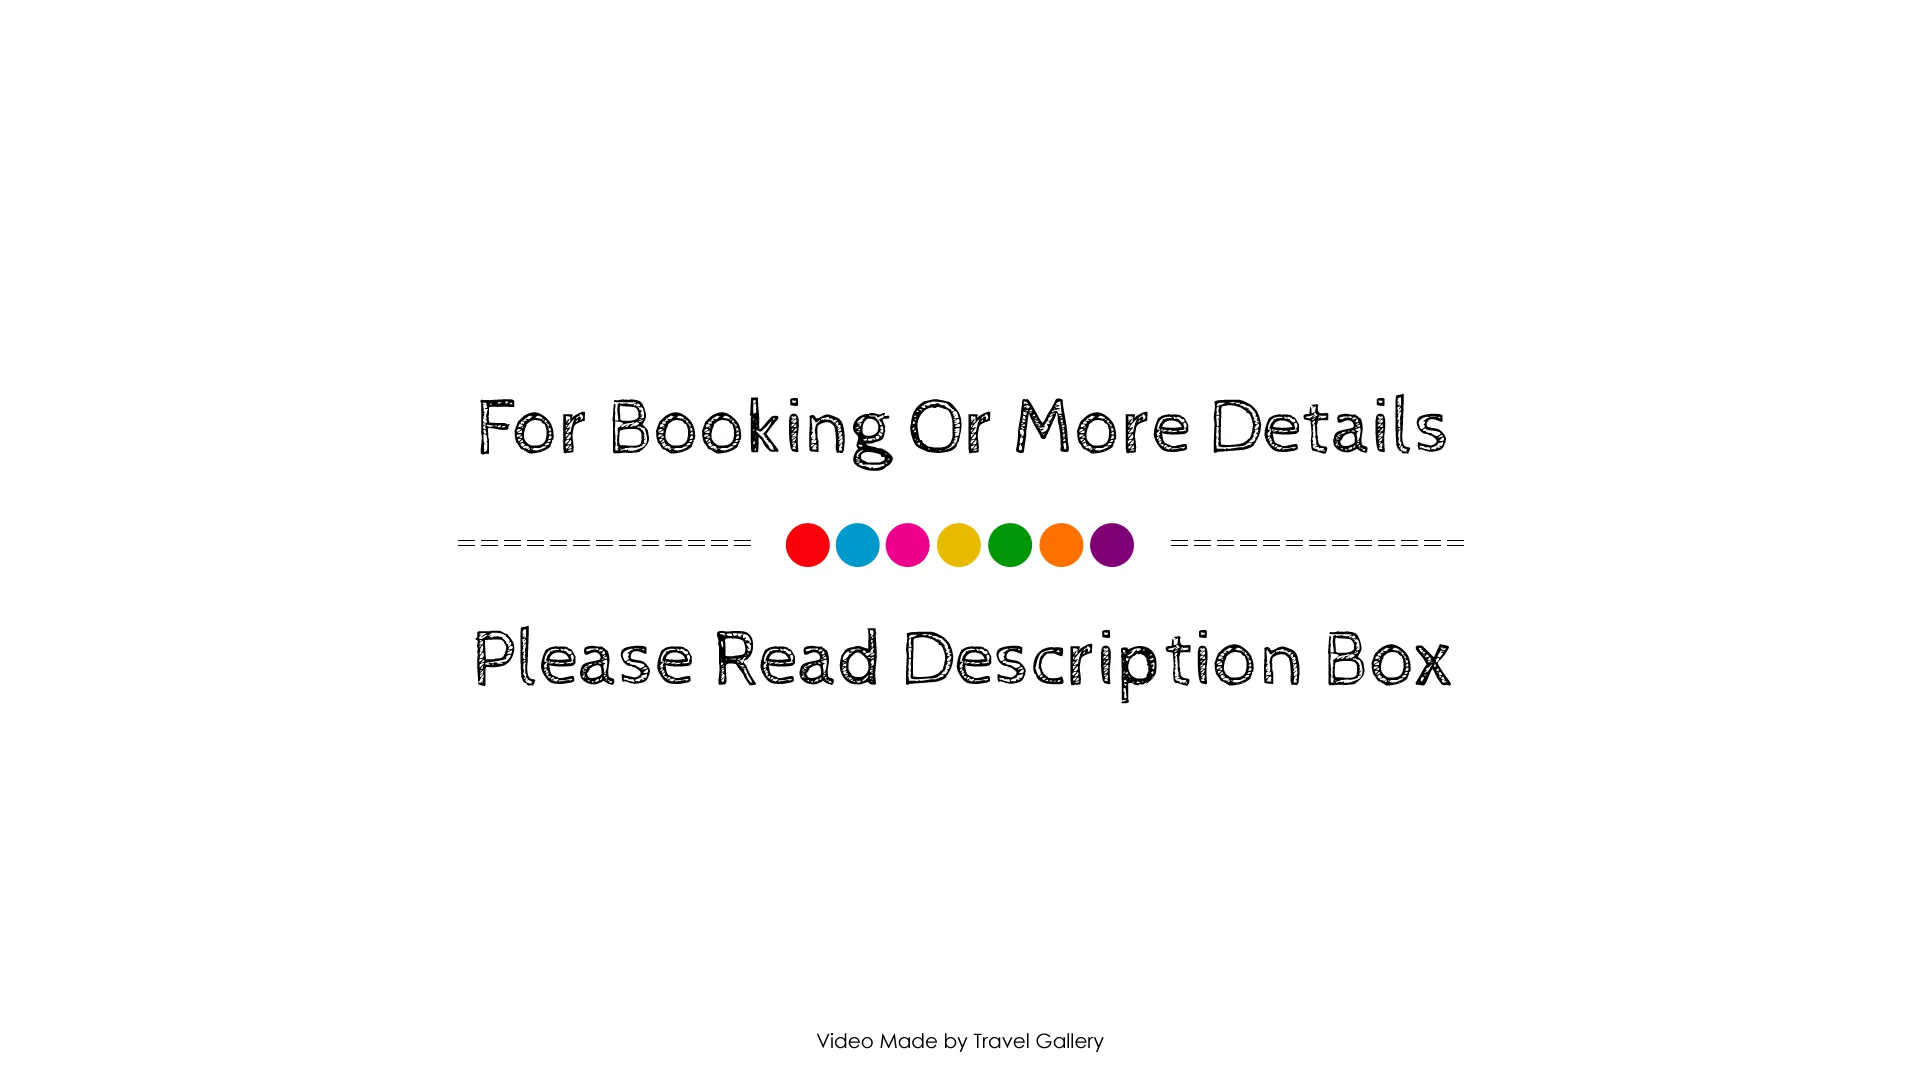 For Booking Or More Details
============= =============
Please Read Description Box
Video Made by Travel Gallery